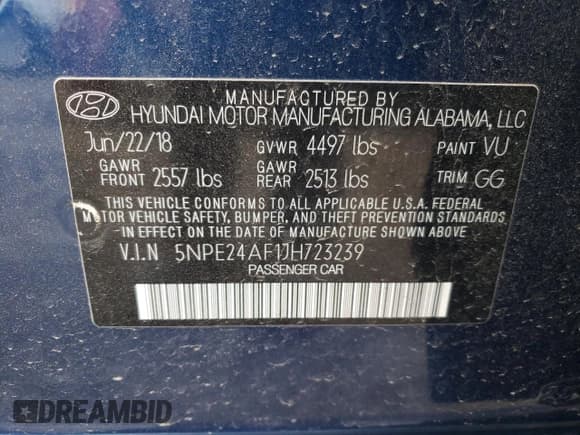 MANUFACTURED BY
HYUNDAI MOTOR MANUFACTURING ALABAMA, LLC
Jun/22/18 GVWR 4497 lbs PAINT VU
GAWR FRONT 2557 lbs GAWR REAR 2513 lbs TRIM GG
THIS VEHICLE CONFORMS TO ALL APPLICABLE U.S.A. FEDERAL
MOTOR VEHICLE SAFETY, BUMPER, AND THEFT PREVENTION STANDARDS
IN EFFECT ON THE DATE OF MANUFACTURE SHOWN ABOVE.
V.I.N 5NPE24AF1JH723239
PASSENGER CAR
DREAMBID